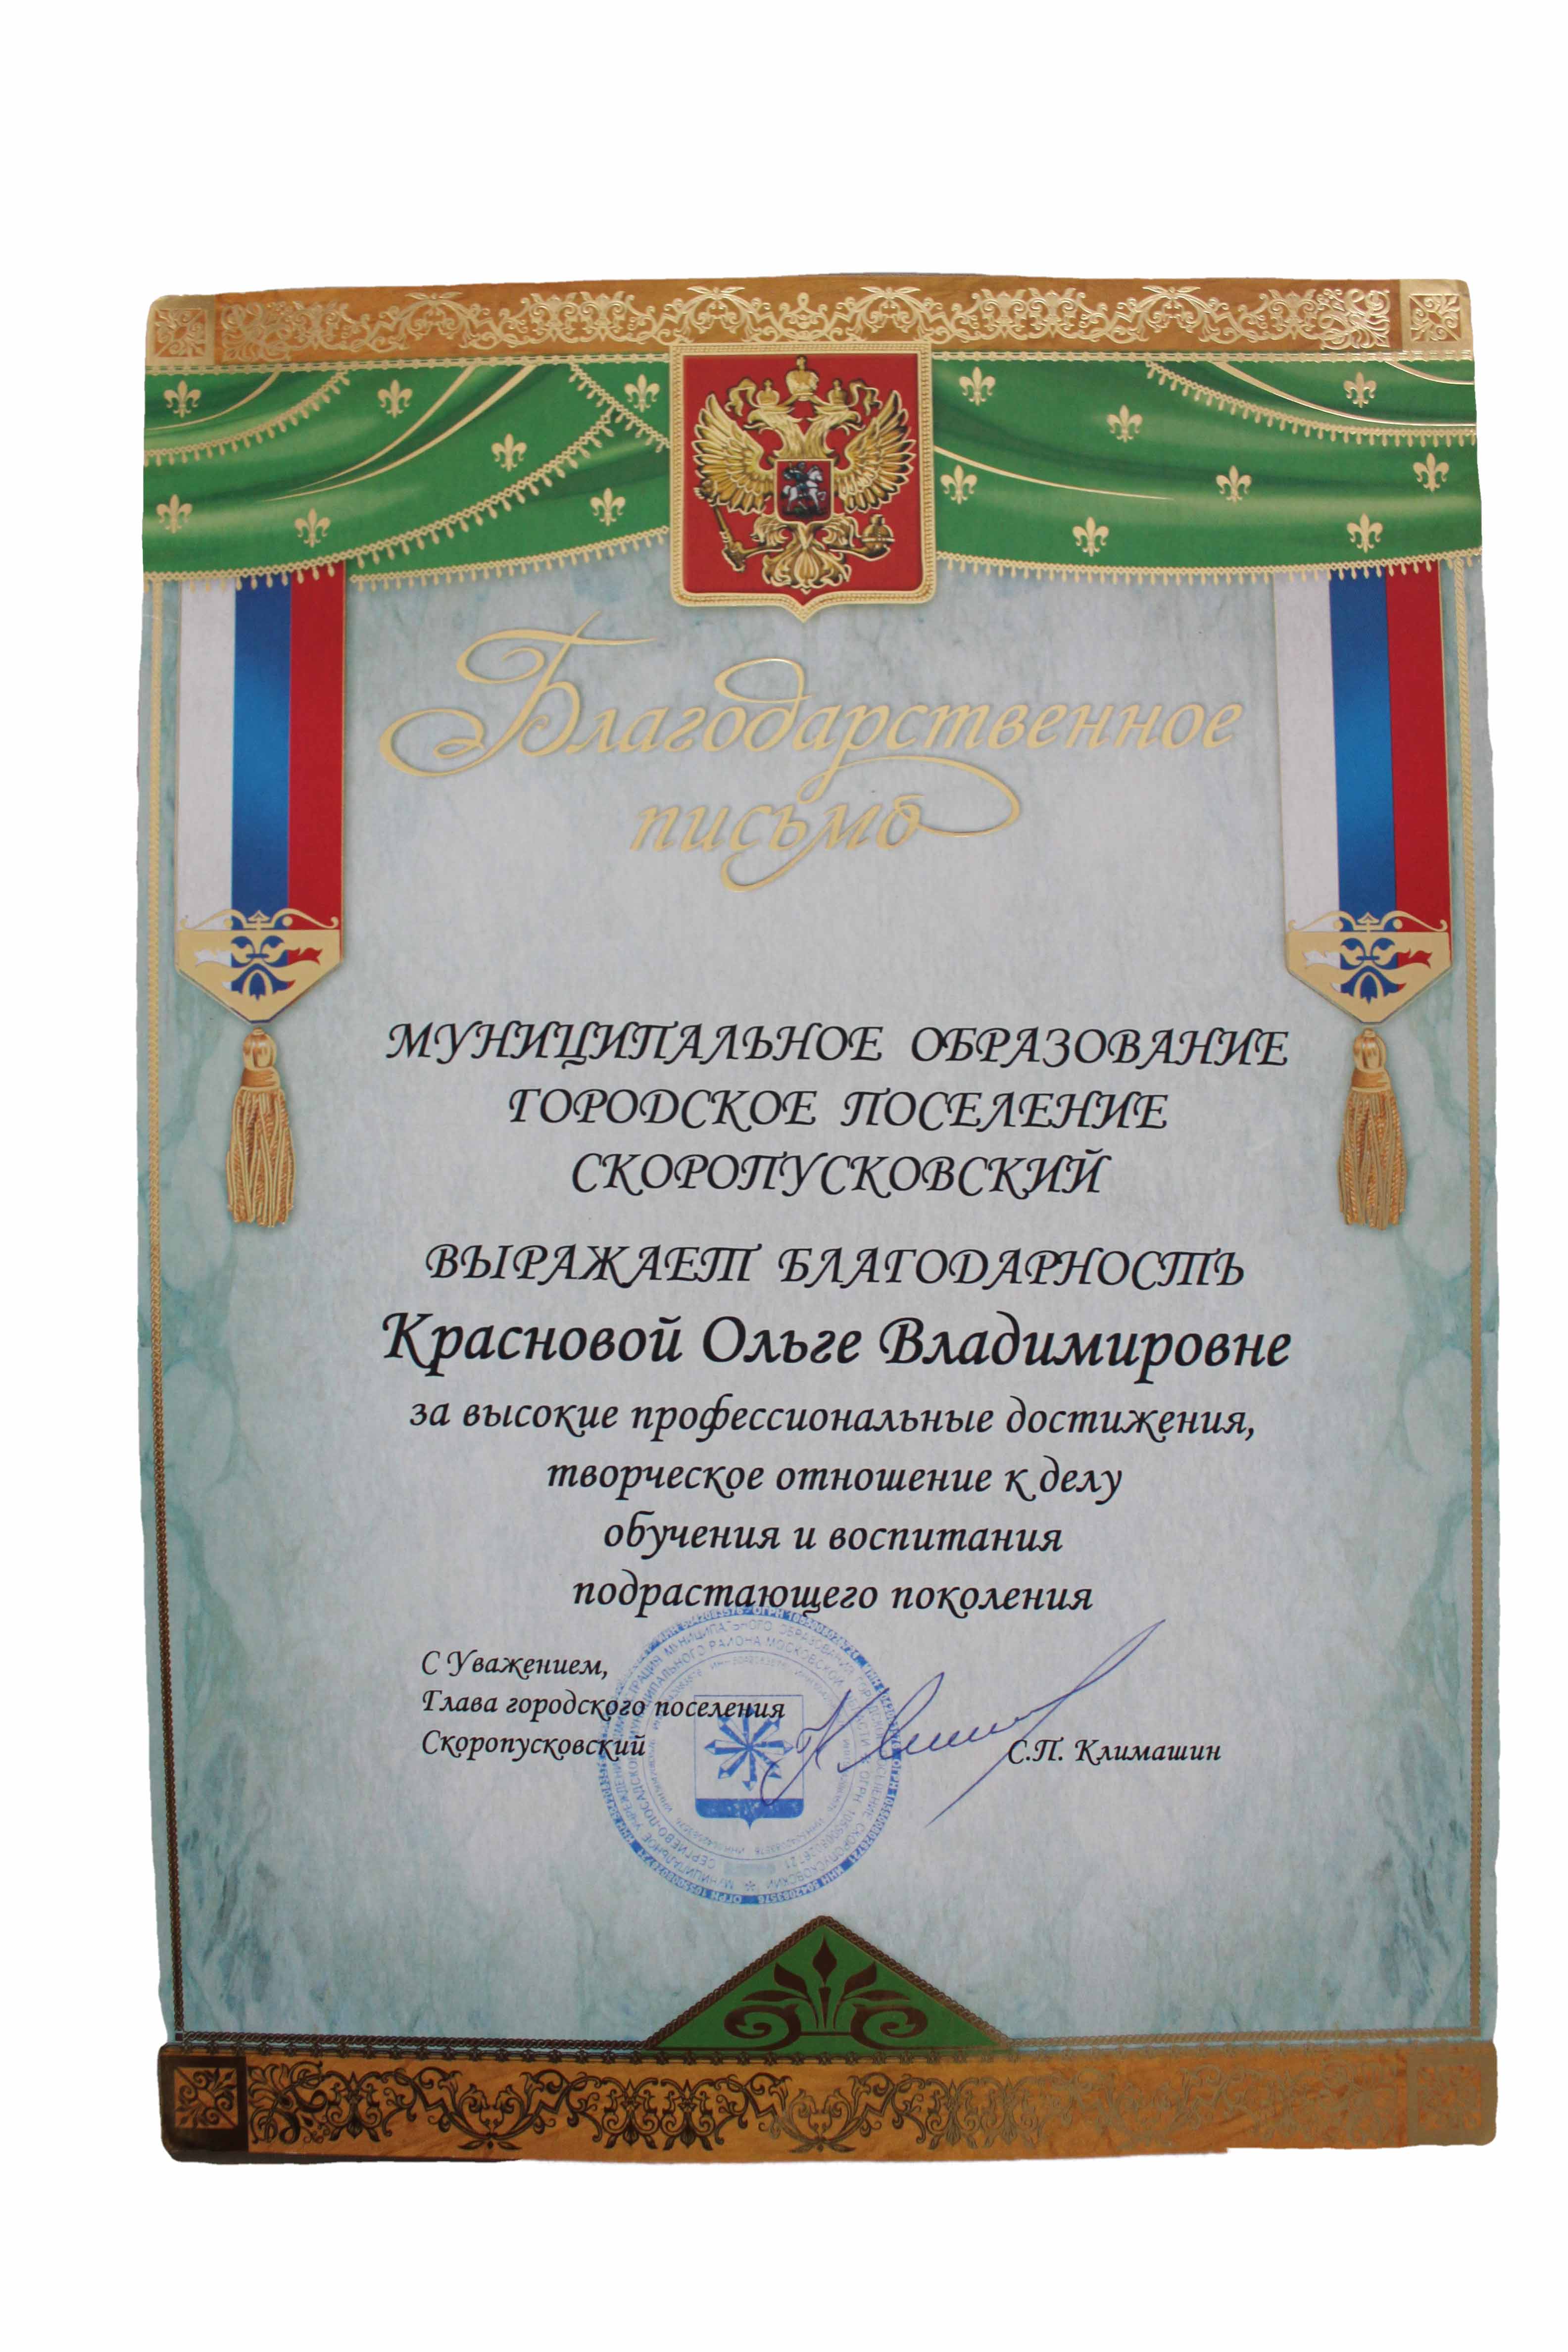 Благодарственное
письмо
МУНИЦИПАЛЬНОЕ ОБРАЗОВАНИЕ
ГОРОДСКОЕ ПОСЕЛЕНИЕ
СКОРОПУСКОВСКИЙ
ВЫРАЖАЕТ БЛАГОДАРНОСТЬ
Красновой Ольге Владимировне
за высокие профессиональные достижения,
творческое отношение к делу
обучения и воспитания
подрастающего поколения
С Уважением,
Глава городского поселения
Скоропусковский
С.П. Климашин